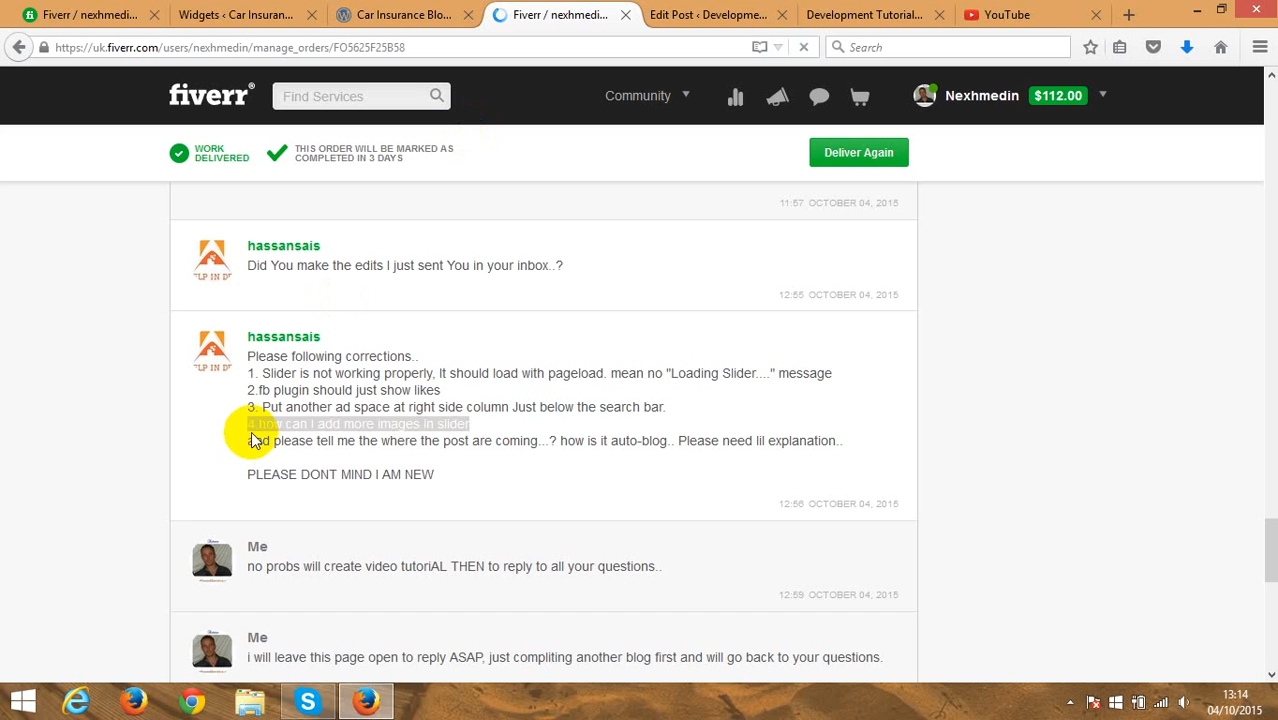 Fiverr / nexhmedin...
Widgets ‹ Car Insuran...
Car Insurance Blo...
Fiverr / nexhmedin...
Edit Post ‹ Developme...
Development Tutorial...
YouTube
https://uk.fiverr.com/users/nexhmedin/manage_orders/FO5625F25B58
Search
fiverr®
Find Services
Community
Nexhmedin
$112.00
WORK DELIVERED
THIS ORDER WILL BE MARKED AS COMPLETED IN 3 DAYS
Deliver Again
11:57 OCTOBER 04, 2015
hassansais
Did You make the edits I just sent You in your inbox..?
12:55 OCTOBER 04, 2015
hassansais
Please following corrections..
1. Slider is not working properly, It should load with pageload. mean no "Loading Slider...." message
2.fb plugin should just show likes
3. Put another ad space at right side column Just below the search bar.
4 how can I add more images in slider
and please tell me the where the post are coming...? how is it auto-blog.. Please need lil explanation..
PLEASE DONT MIND I AM NEW
12:56 OCTOBER 04, 2015
Me
no probs will create video tutoriAL THEN to reply to all your questions..
12:59 OCTOBER 04, 2015
Me
i will leave this page open to reply ASAP, just compliting another blog first and will go back to your questions.
13:14
04/10/2015